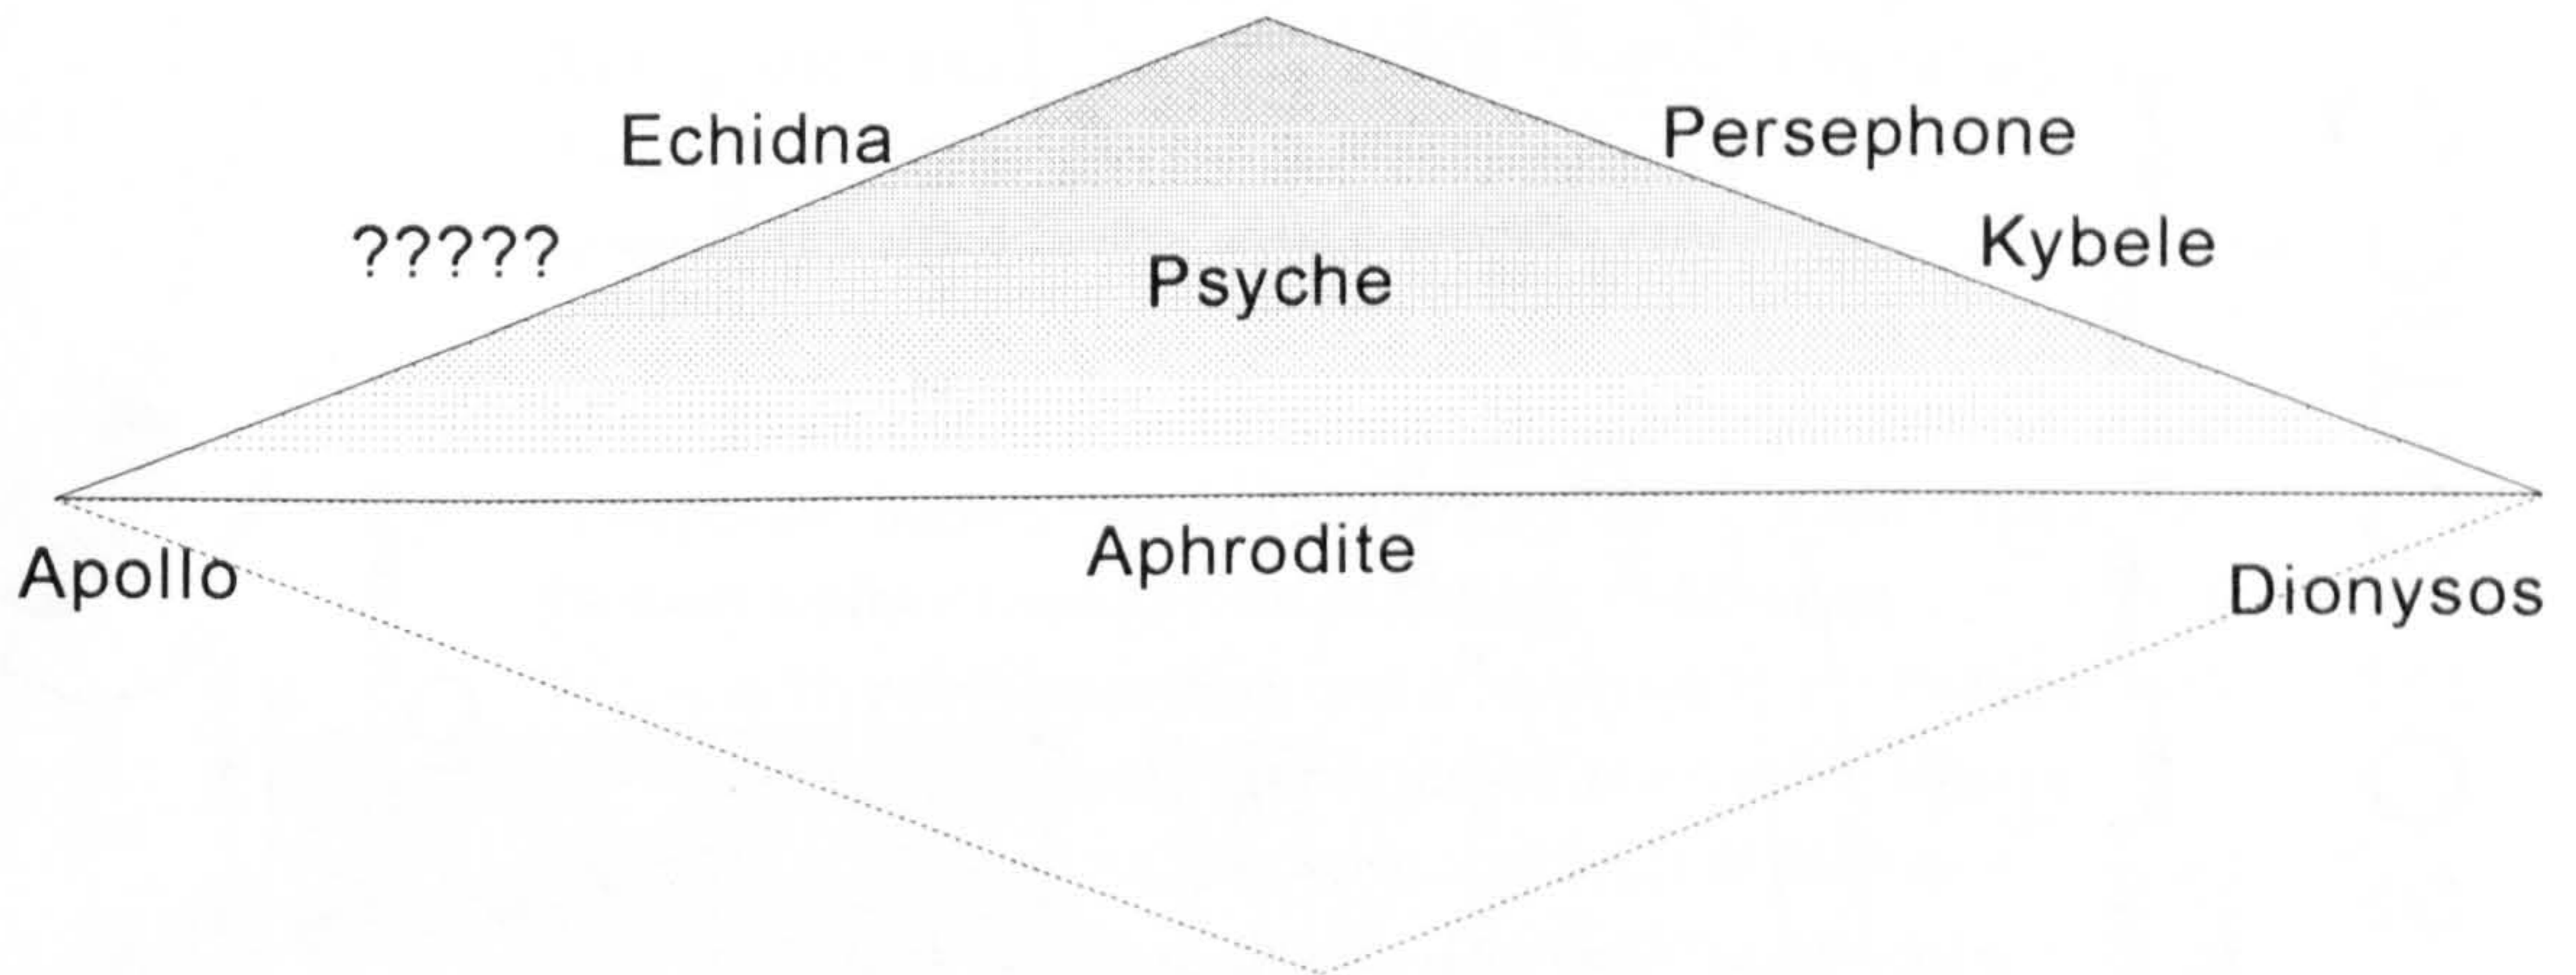 Echidna
Persephone
?????
Kybele
Psyche
Aphrodite
Apollo
Dionysos